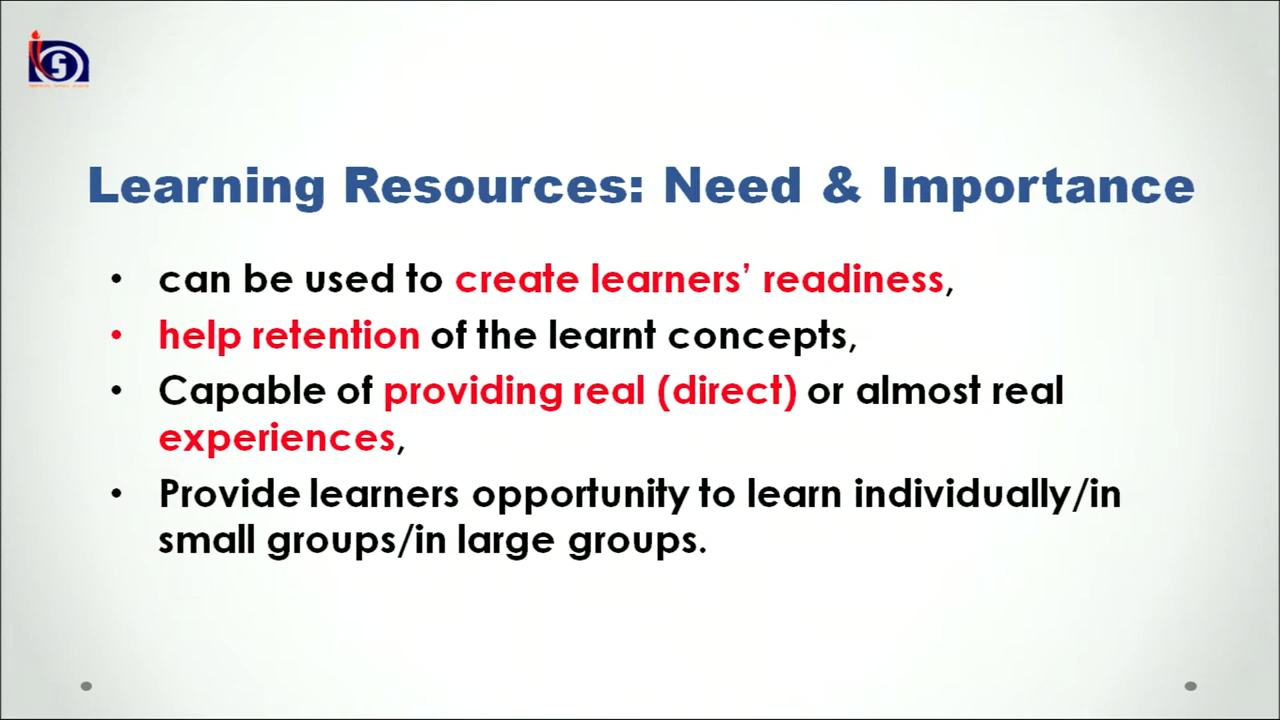 Learning Resources: Need & Importance
• can be used to create learners’ readiness,
• help retention of the learnt concepts,
• Capable of providing real (direct) or almost real
experiences,
• Provide learners opportunity to learn individually/in
small groups/in large groups.